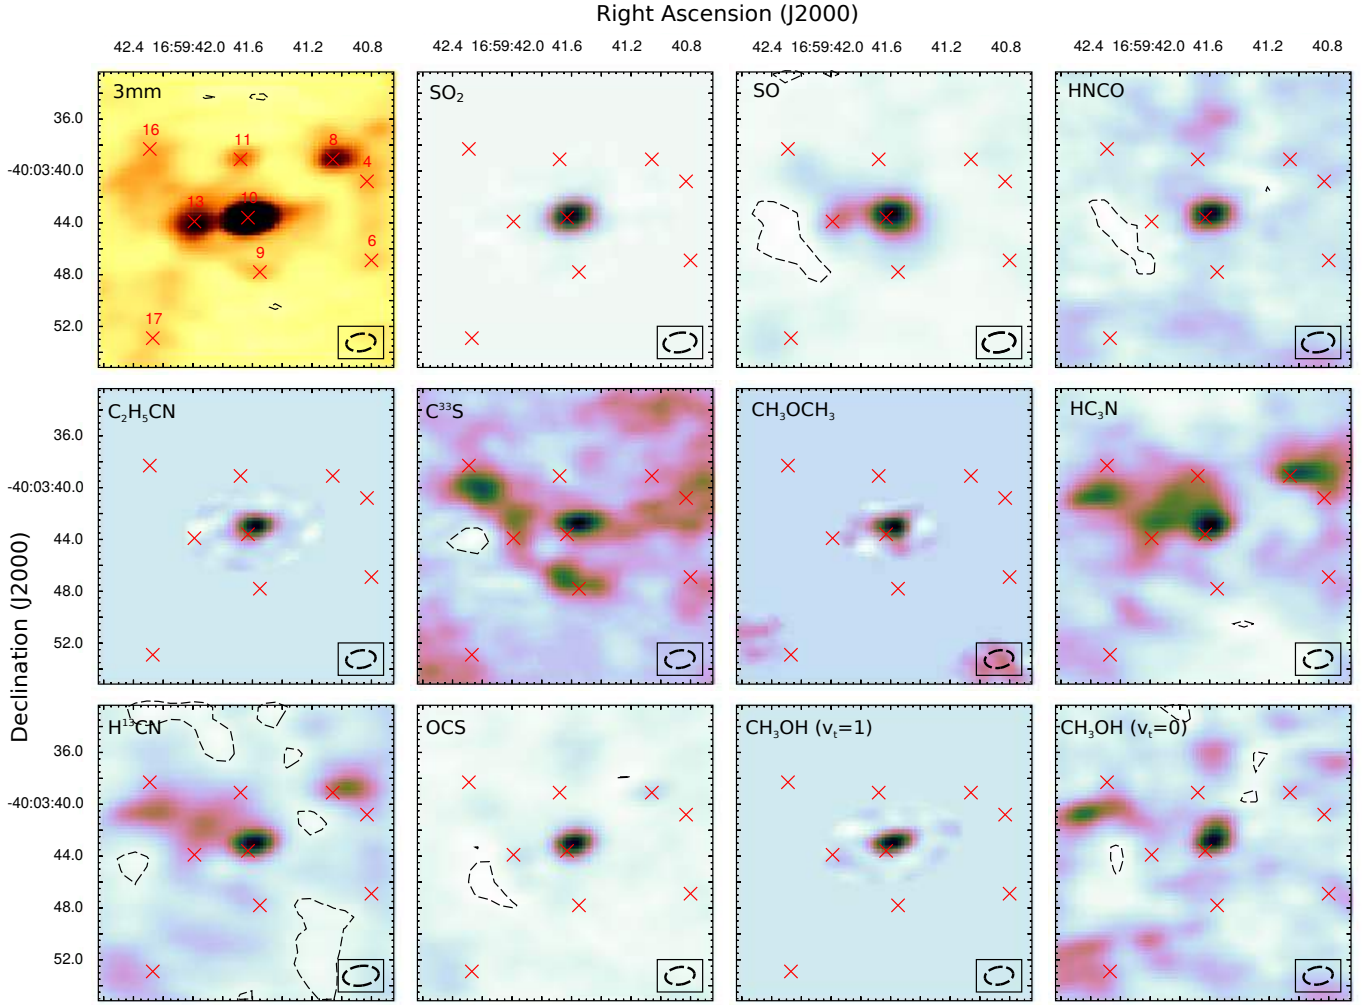 Right Ascension (J2000)
42.4 16:59:42.0 41.6 41.2 40.8
42.4 16:59:42.0 41.6 41.2 40.8
42.4 16:59:42.0 41.6 41.2 40.8
42.4 16:59:42.0 41.6 41.2 40.8
Declination (J2000)
3mm
SO₂
SO
HNCO
36.0
-40:03:40.0
44.0
48.0
52.0
16
11
8
4
13
10
9
6
17
C₂H₅CN
C³³S
CH₃OCH₃
HC₃N
36.0
-40:03:40.0
44.0
48.0
52.0
H¹³CN
OCS
CH₃OH (vₜ=1)
CH₃OH (vₜ=0)
36.0
-40:03:40.0
44.0
48.0
52.0